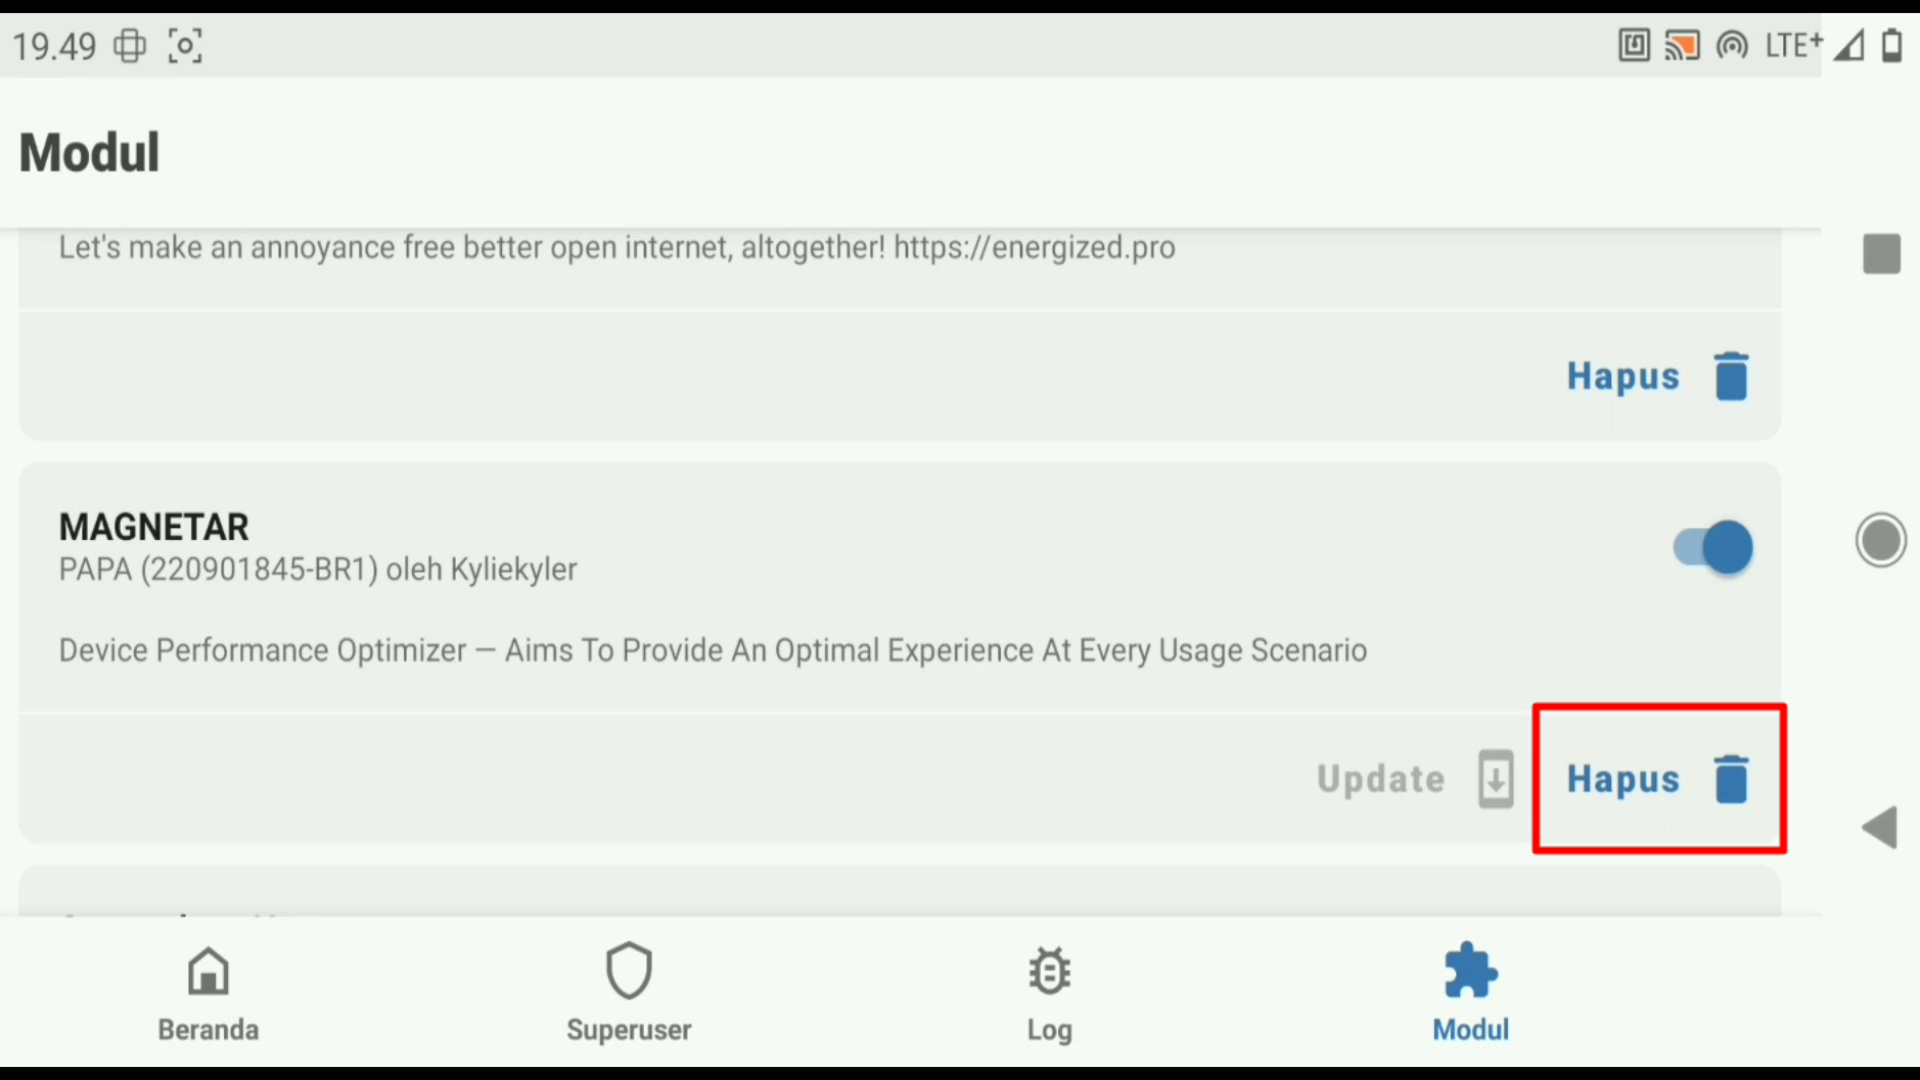 19.49
LTE+
Modul
Let's make an annoyance free better open internet, altogether! https://energized.pro
Hapus
MAGNETAR
PAPA (220901845-BR1) oleh Kyliekyler
Device Performance Optimizer — Aims To Provide An Optimal Experience At Every Usage Scenario
Update
Hapus
Beranda
Superuser
Log
Modul